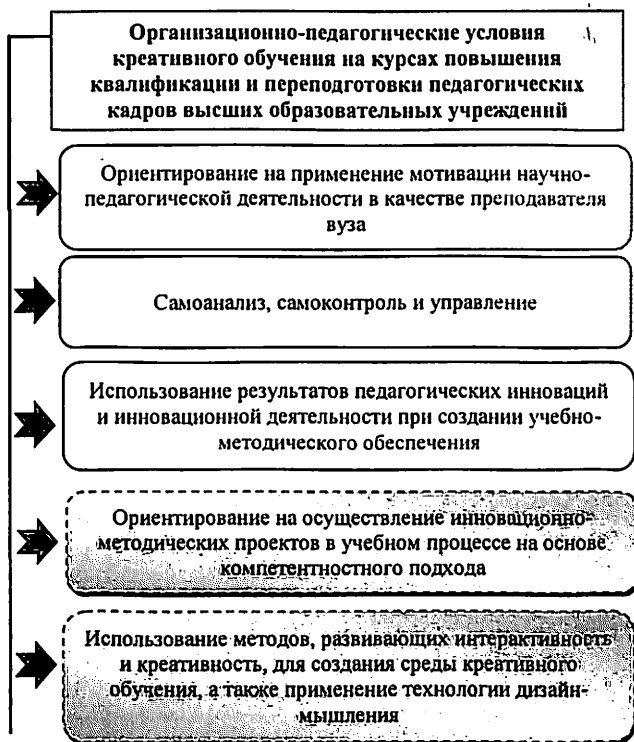 Организационно-педагогические условия
креативного обучения на курсах повышения
квалификации и переподготовки педагогических
кадров высших образовательных учреждений
Ориентирование на применение мотивации научно-
педагогической деятельности в качестве преподавателя
вуза
Самоанализ, самоконтроль и управление
Использование результатов педагогических инноваций
и инновационной деятельности при создании учебно-
методического обеспечения
Ориентирование на осуществление инновационно-
методических проектов в учебном процессе на основе
компетентностного подхода
Использование методов, развивающих интерактивность
и креативность, для создания среды креативного
обучения, а также применение технологии дизайн-
мышления